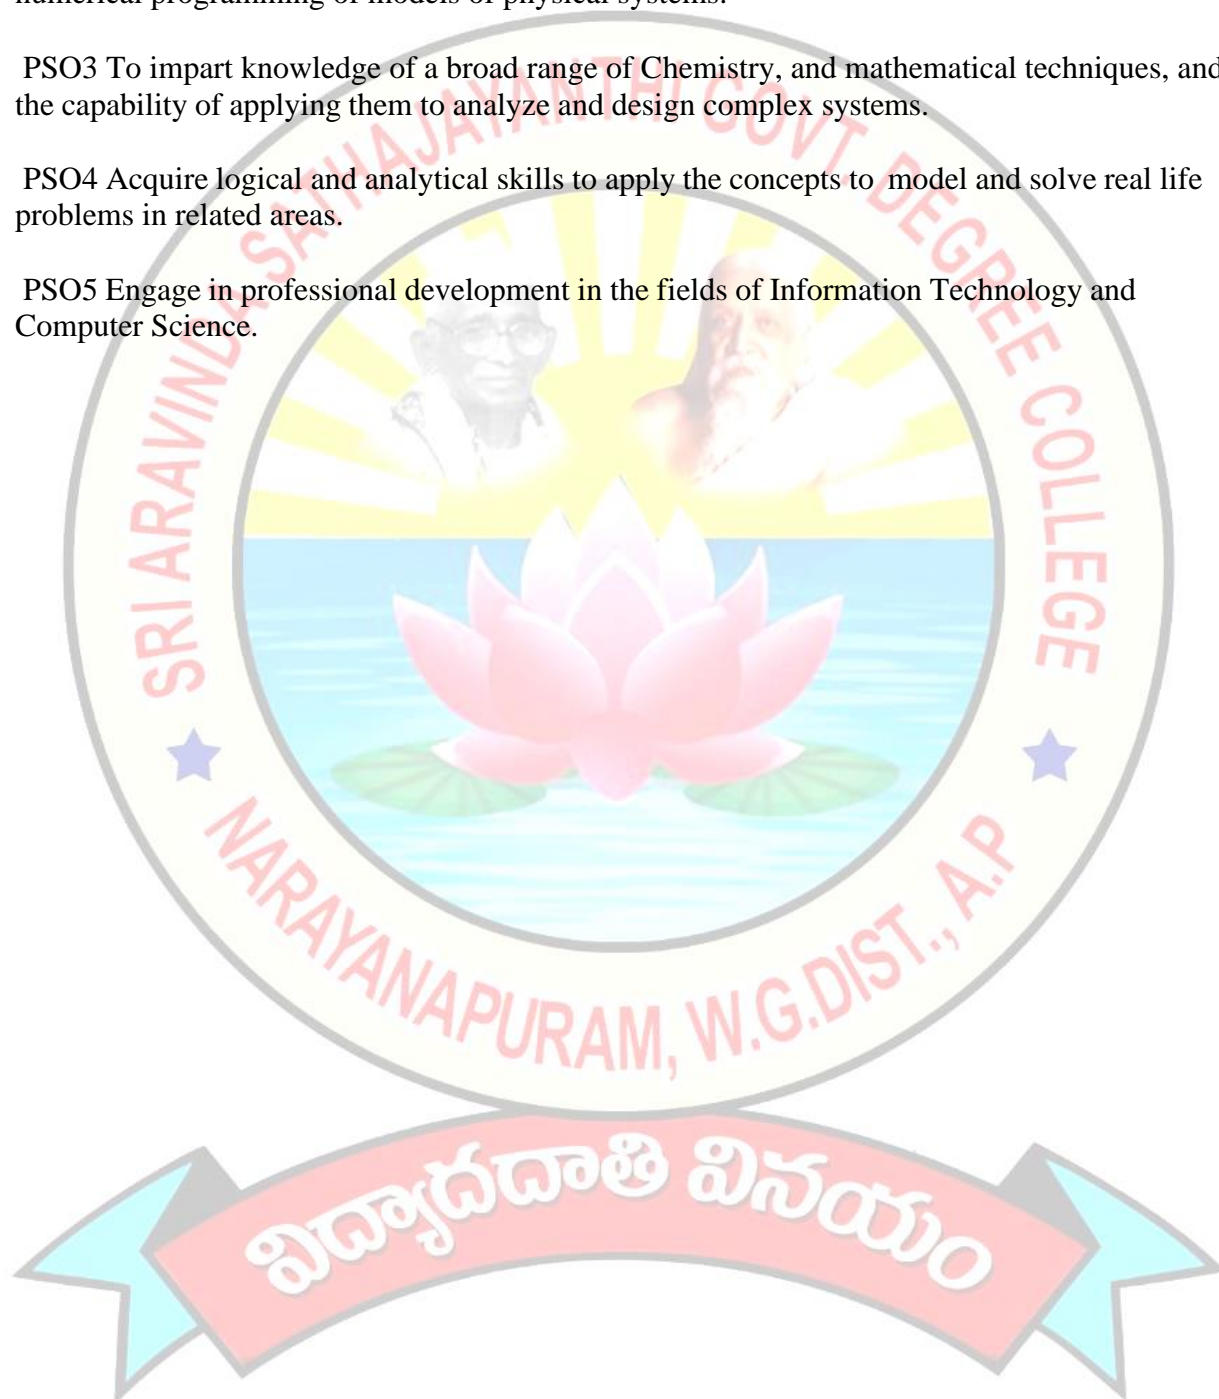 numerical programming of models of physical systems.
PSO3 To impart knowledge of a broad range of Chemistry, and mathematical techniques, and
the capability of applying them to analyze and design complex systems.
PSO4 Acquire logical and analytical skills to apply the concepts to model and solve real life
problems in related areas.
PSO5 Engage in professional development in the fields of Information Technology and
Computer Science.
SRI ARAVINDA SATHAJAYANTHI GOVT. DEGREE COLLEGE
NARAYANAPURAM, W.G.DIST., A.P
విద్యాదదాతి వినయం